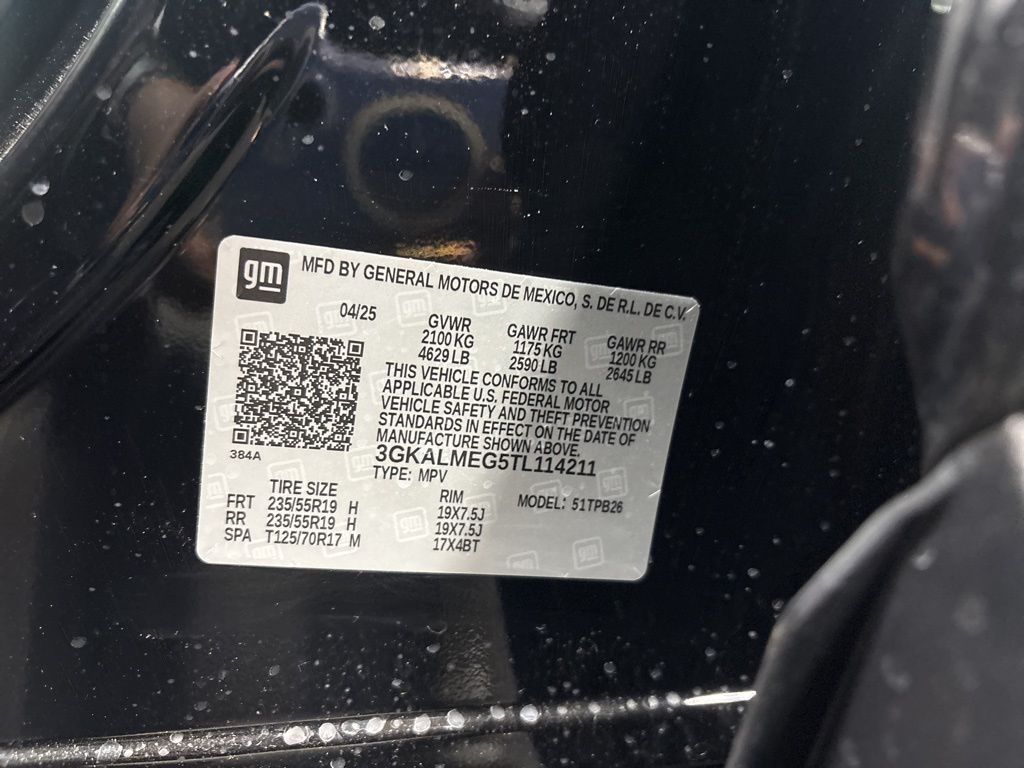 gm MFD BY GENERAL MOTORS DE MEXICO, S. DE R.L. DE C.V.
04/25 GVWR GAWR FRT GAWR RR
2100 KG 1175 KG 1200 KG
4629 LB 2590 LB 2645 LB
THIS VEHICLE CONFORMS TO ALL
APPLICABLE U.S. FEDERAL MOTOR
VEHICLE SAFETY AND THEFT PREVENTION
STANDARDS IN EFFECT ON THE DATE OF
MANUFACTURE SHOWN ABOVE.
384A 3GKALMEG5TL114211
TYPE: MPV
TIRE SIZE RIM MODEL: 51TPB26
FRT 235/55R19 H 19X7.5J
RR 235/55R19 H 19X7.5J
SPA T125/70R17 M 17X4BT